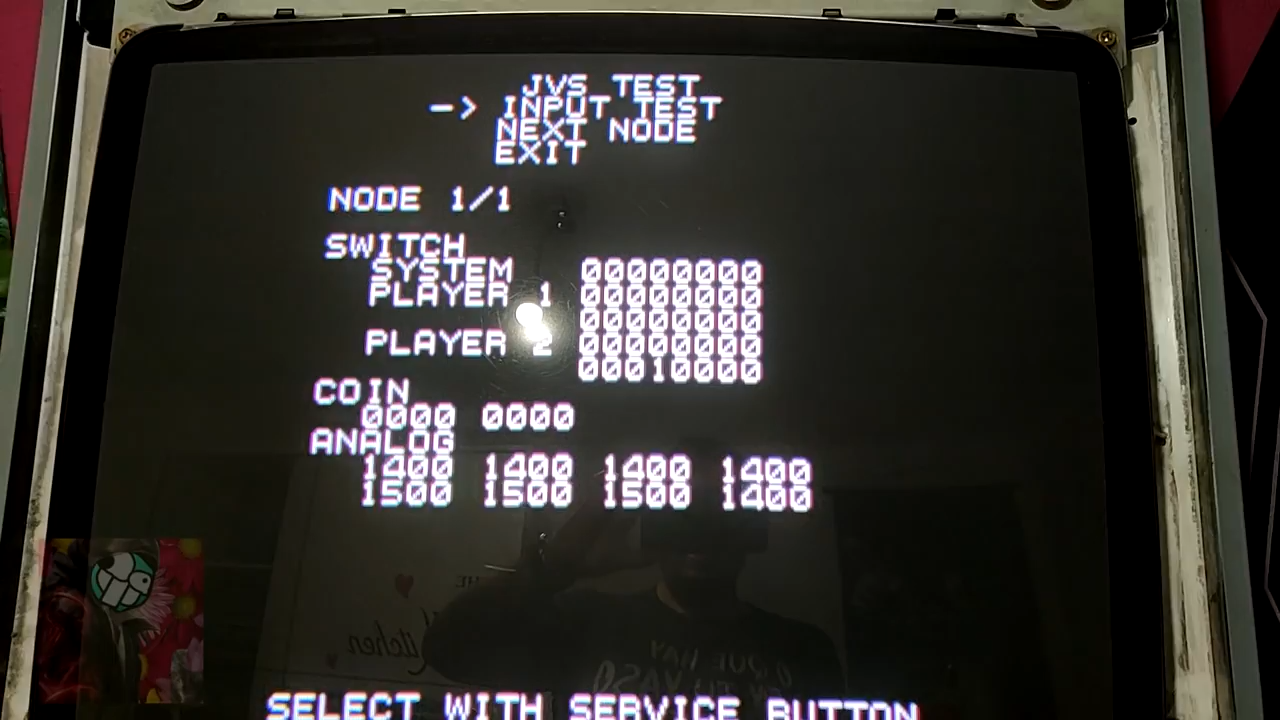 JVS TEST
-> INPUT TEST
NEXT NODE
EXIT
NODE 1/1
SWITCH
SYSTEM 00000000
PLAYER 1 00000000
00000000
PLAYER 2 00000000
00010000
COIN
0000 0000
ANALOG
1400 1400 1400 1400
1500 1500 1500 1400
SELECT WITH SERVICE BUTTON